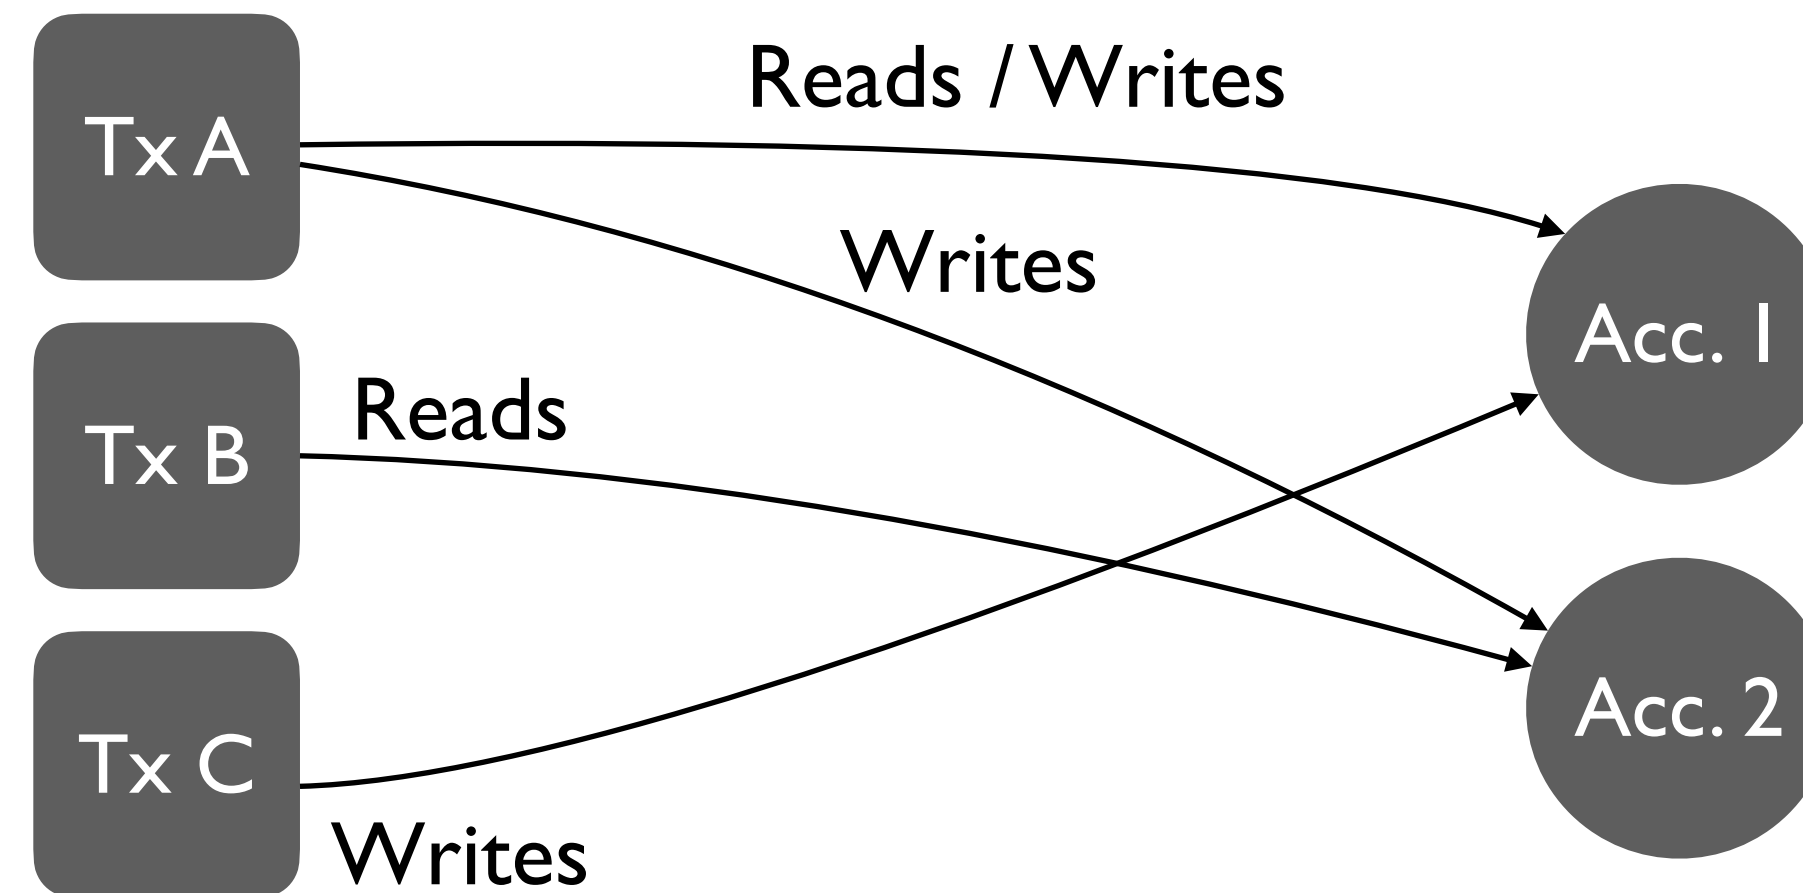 Tx A
Reads / Writes
Writes
Acc. 1
Tx B
Reads
Tx C
Acc. 2
Writes